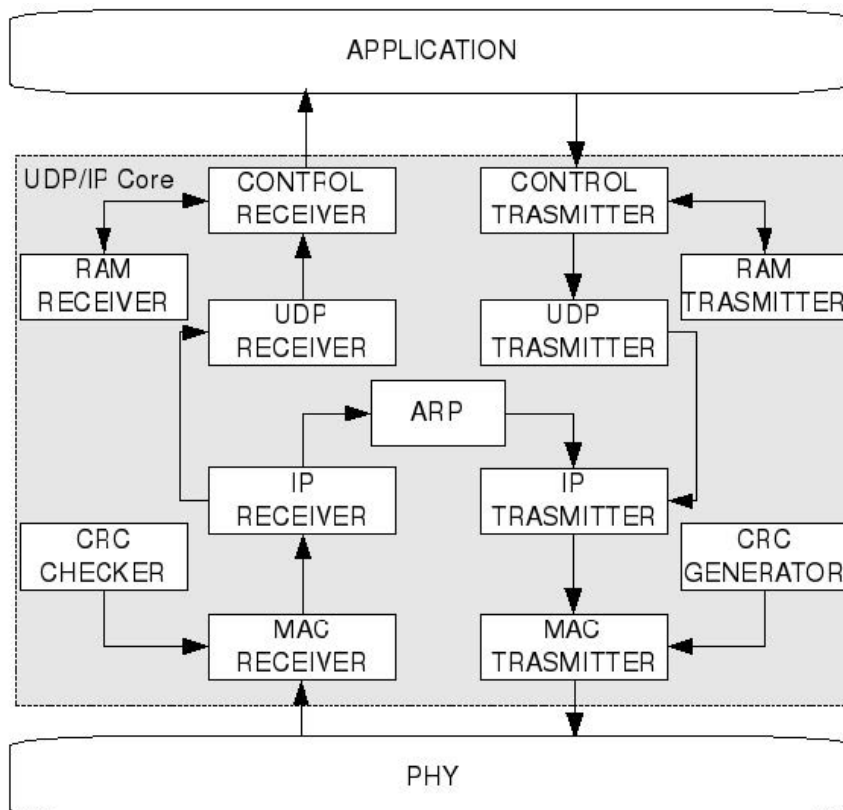 APPLICATION
UDP/IP Core
CONTROL
RECEIVER
CONTROL
TRASMITTER
RAM
RECEIVER
RAM
TRASMITTER
UDP
RECEIVER
UDP
TRASMITTER
ARP
IP
RECEIVER
IP
TRASMITTER
CRC
CHECKER
CRC
GENERATOR
MAC
RECEIVER
MAC
TRASMITTER
PHY